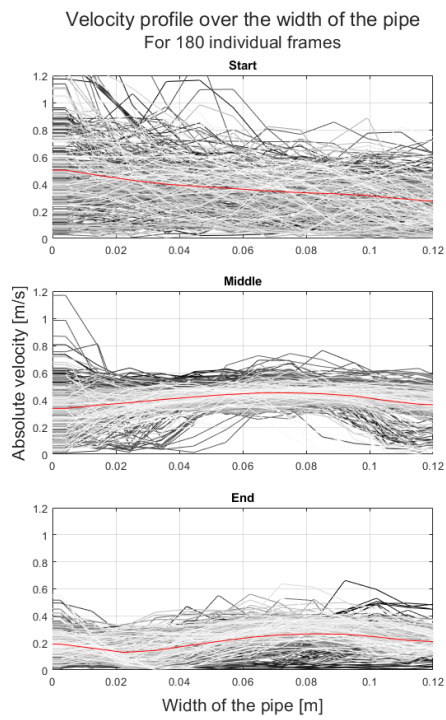 Velocity profile over the width of the pipe
For 180 individual frames
Start
1.2
1
0.8
0.6
0.4
0.2
0
0 0.02 0.04 0.06 0.08 0.1 0.12
Middle
1.2
1
0.8
0.6
0.4
0.2
0
0 0.02 0.04 0.06 0.08 0.1 0.12
Absolute velocity [m/s]
End
1.2
1
0.8
0.6
0.4
0.2
0
0 0.02 0.04 0.06 0.08 0.1 0.12
Width of the pipe [m]